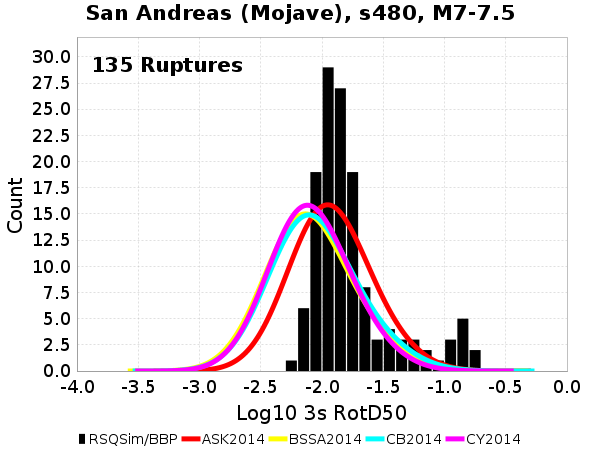 San Andreas (Mojave), s480, M7-7.5
135 Ruptures
30.0
27.5
25.0
22.5
20.0
17.5
15.0
12.5
10.0
7.5
5.0
2.5
0.0
Count
-4.0 -3.5 -3.0 -2.5 -2.0 -1.5 -1.0 -0.5 0.0
Log10 3s RotD50
RSQSim/BBP ASK2014 BSSA2014 CB2014 CY2014